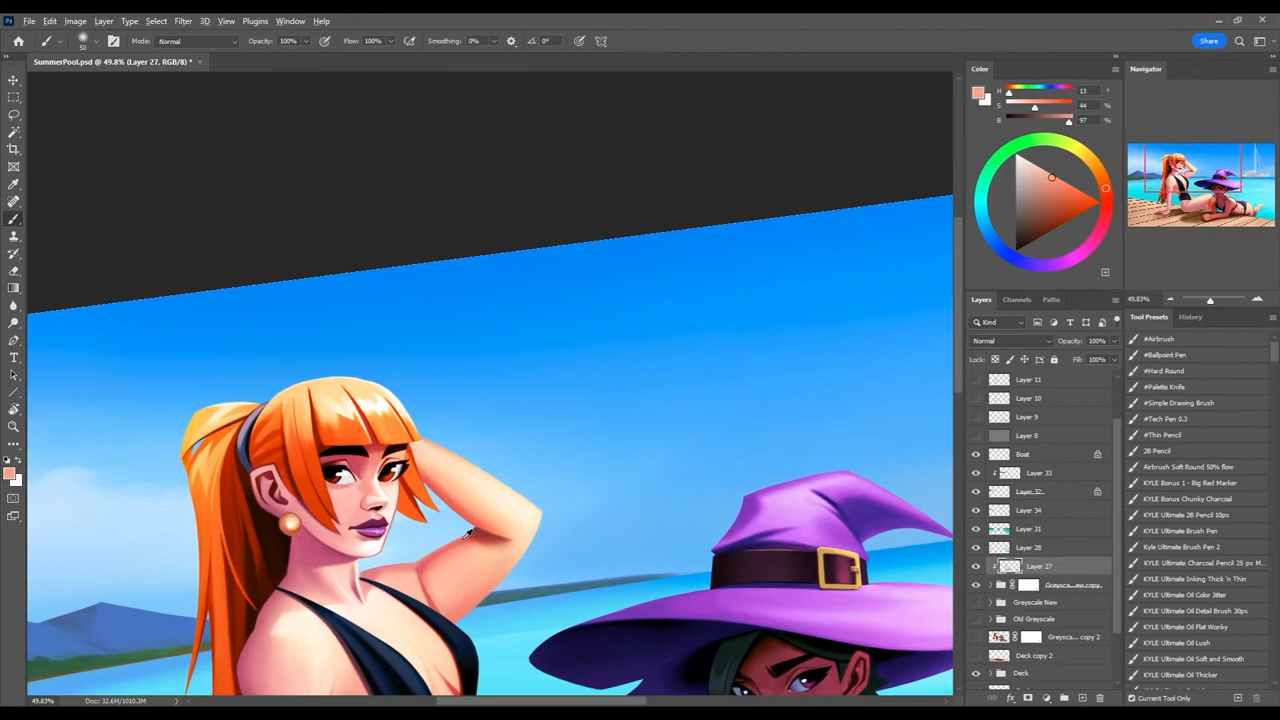 Ps File Edit Image Layer Type Select Filter 3D View Plugins Window Help
50 Mode: Normal Opacity: 100% Flow: 100% Smoothing: 0% 0° Share
SummerPool.psd @ 49.8% (Layer 27, RGB/8) *
Color
H 13 °
S 44 %
B 97 %
Navigator
49.83%
Layers Channels Paths
Kind
Normal Opacity: 100%
Lock: Fill: 100%
Layer 11
Layer 10
Layer 9
Layer 8
Boat
Layer 33
Layer 32
Layer 34
Layer 31
Layer 28
Layer 27
Greyscale New
Old Greyscale
Greysca... copy 2
Deck copy 2
Deck
Tool Presets History
#Airbrush
#Ballpoint Pen
#Hard Round
#Palette Knife
#Simple Drawing Brush
#Tech Pen 0.3
#Thin Pencil
2B Pencil
Airbrush Soft Round 50% flow
KYLE Bonus 1 - Big Red Marker
KYLE Bonus Chunky Charcoal
KYLE Ultimate 2B Pencil 10px
KYLE Ultimate Brush Pen
Kyle Ultimate Brush Pen 2
KYLE Ultimate Charcoal Pencil 25 px M...
KYLE Ultimate Inking Thick 'n Thin
KYLE Ultimate Oil Color Jitter
KYLE Ultimate Oil Detail Brush 30px
KYLE Ultimate Oil Flat Wonky
KYLE Ultimate Oil Lush
KYLE Ultimate Oil Soft and Smooth
KYLE Ultimate Oil Thicker
Current Tool Only
49.83% Doc: 32.6M/1010.3M